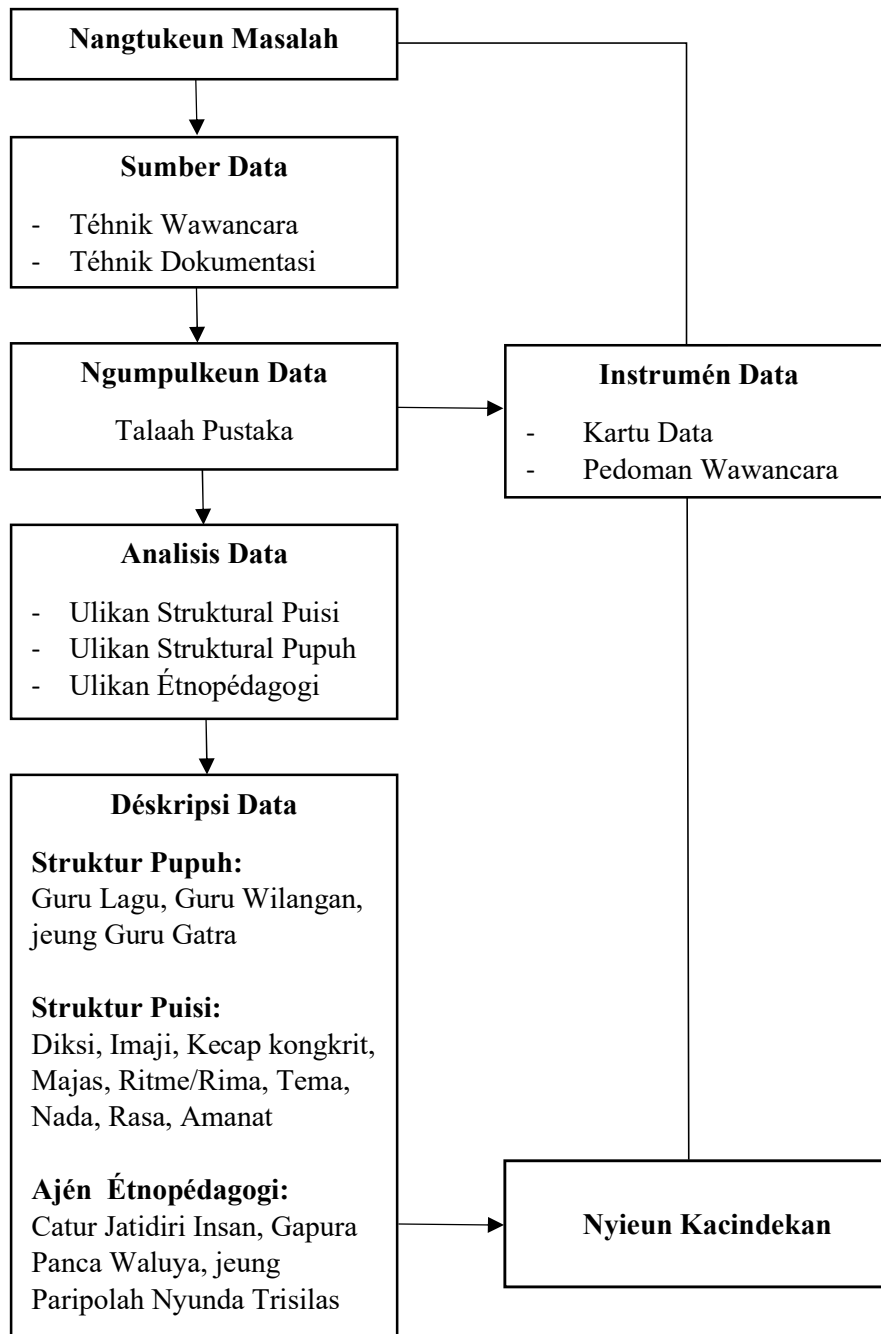 Nangtukeun Masalah
Sumber Data
- Téhnik Wawancara
- Téhnik Dokumentasi
Ngumpulkeun Data
Talaah Pustaka
Instrumén Data
- Kartu Data
- Pedoman Wawancara
Analisis Data
- Ulikan Struktural Puisi
- Ulikan Struktural Pupuh
- Ulikan Étnopédagogi
Déskripsi Data
Struktur Pupuh:
Guru Lagu, Guru Wilangan,
jeung Guru Gatra
Struktur Puisi:
Diksi, Imaji, Kecap kongkrit,
Majas, Ritme/Rima, Tema,
Nada, Rasa, Amanat
Ajén Étnopédagogi:
Catur Jatidiri Insan, Gapura
Panca Waluya, jeung
Paripolah Nyunda Trisilas
Nyieun Kacindekan